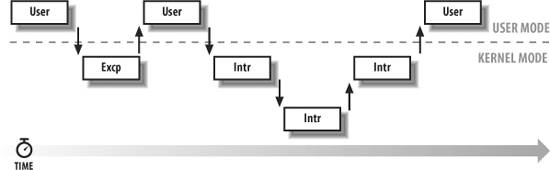 User
User
User
USER MODE
KERNEL MODE
Excp
Intr
Intr
Intr
TIME